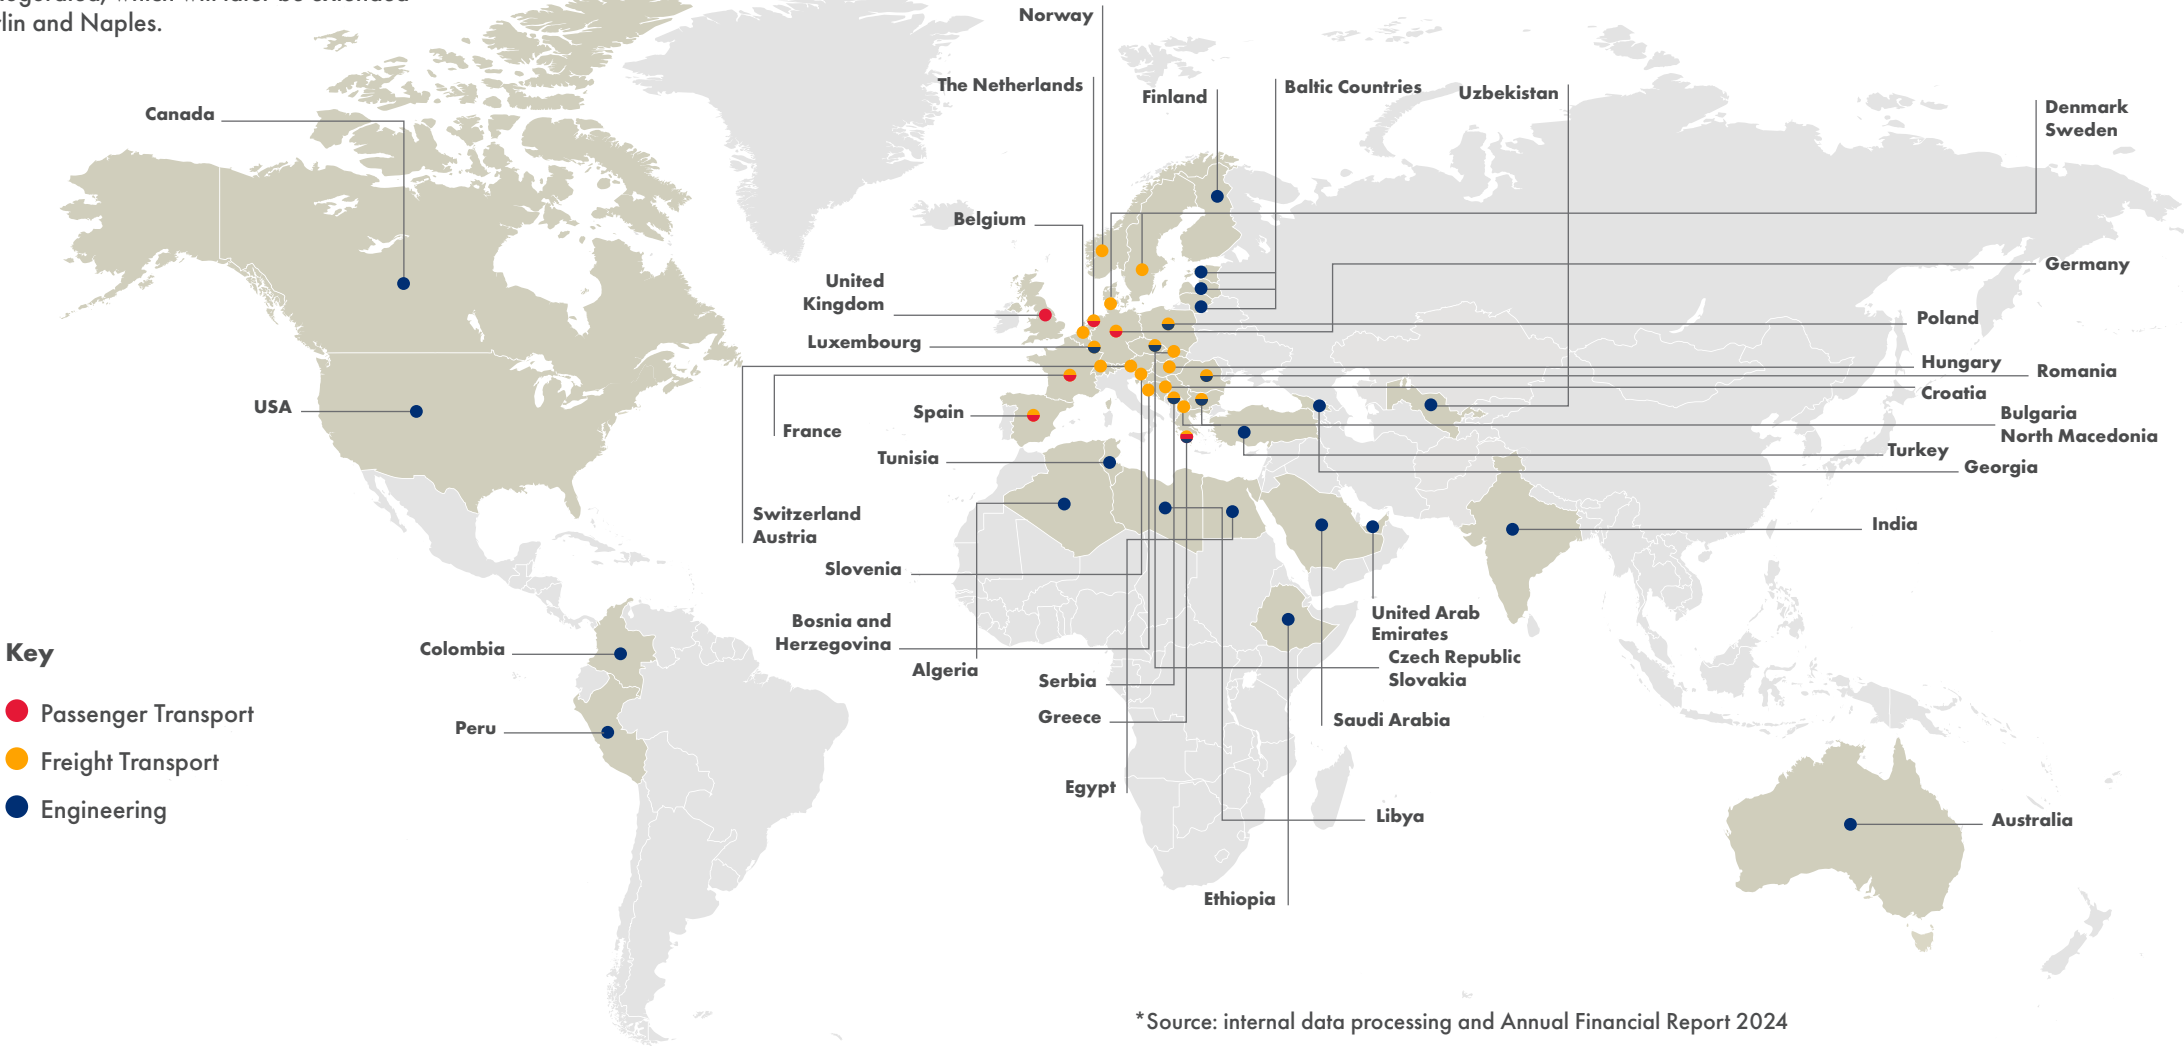 lin and Naples.
Norway
The Netherlands
Finland
Baltic Countries
Uzbekistan
Denmark
Sweden
Canada
Belgium
Germany
United
Kingdom
Poland
Luxembourg
Hungary
Romania
Croatia
USA
Spain
France
Bulgaria
North Macedonia
Turkey
Tunisia
Georgia
Switzerland
Austria
India
Slovenia
United Arab
Emirates
Bosnia and
Herzegovina
Czech Republic
Slovakia
Algeria
Colombia
Serbia
Greece
Saudi Arabia
Peru
Egypt
Libya
Australia
Ethiopia
Key
Passenger Transport
Freight Transport
Engineering
*Source: internal data processing and Annual Financial Report 2024